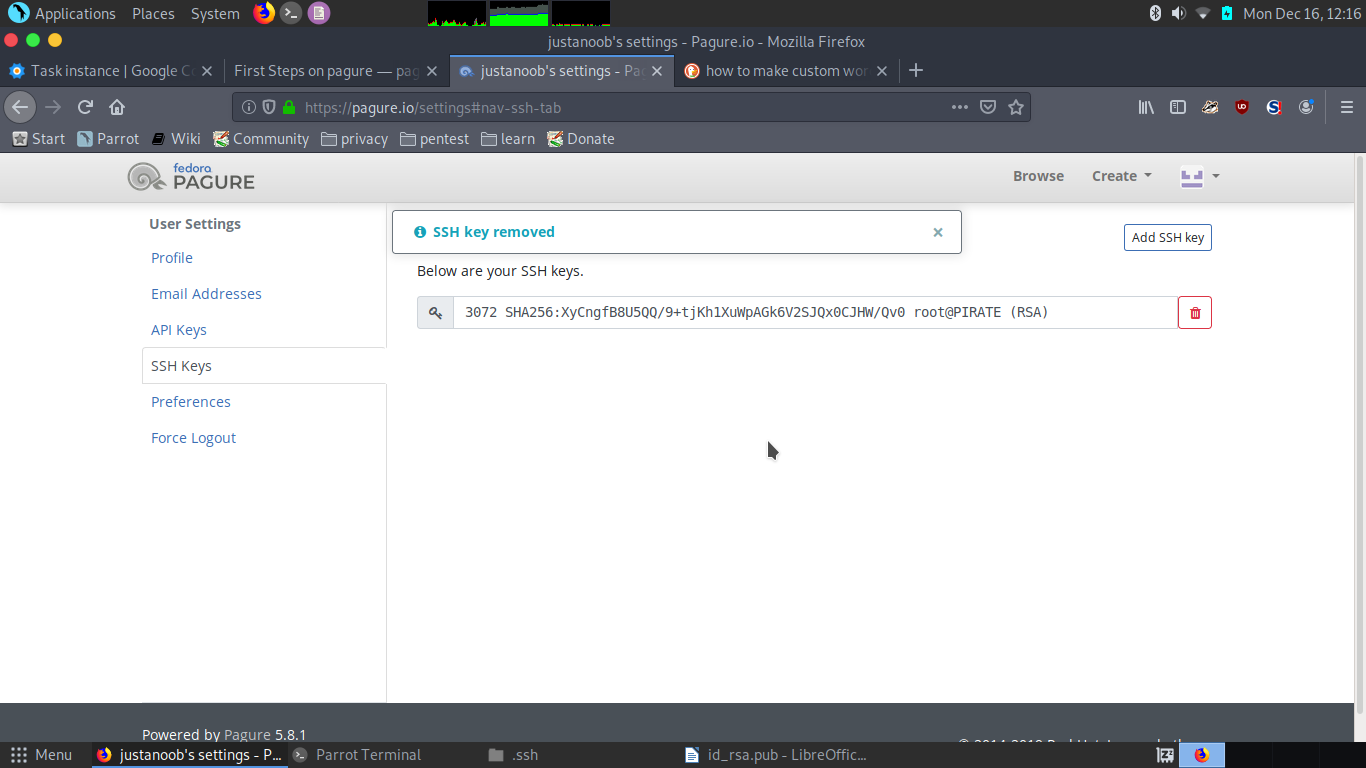 Applications Places System Mon Dec 16, 12:16
justanoob's settings - Pagure.io - Mozilla Firefox
Task instance | Google Co First Steps on pagure — pag justanoob's settings - Pag how to make custom wor
https://pagure.io/settings#nav-ssh-tab
Start Parrot Wiki Community privacy pentest learn Donate
fedora
PAGURE
Browse Create
User Settings
SSH key removed
Add SSH key
Profile
Below are your SSH keys.
Email Addresses
3072 SHA256:XyCngfB8U5QQ/9+tjKh1XuWpAGk6V2SJQx0CJHW/Qv0 root@PIRATE (RSA)
API Keys
SSH Keys
Preferences
Force Logout
Powered by Pagure 5.8.1
Menu justanoob's settings - P... Parrot Terminal .ssh id_rsa.pub - LibreOffic...